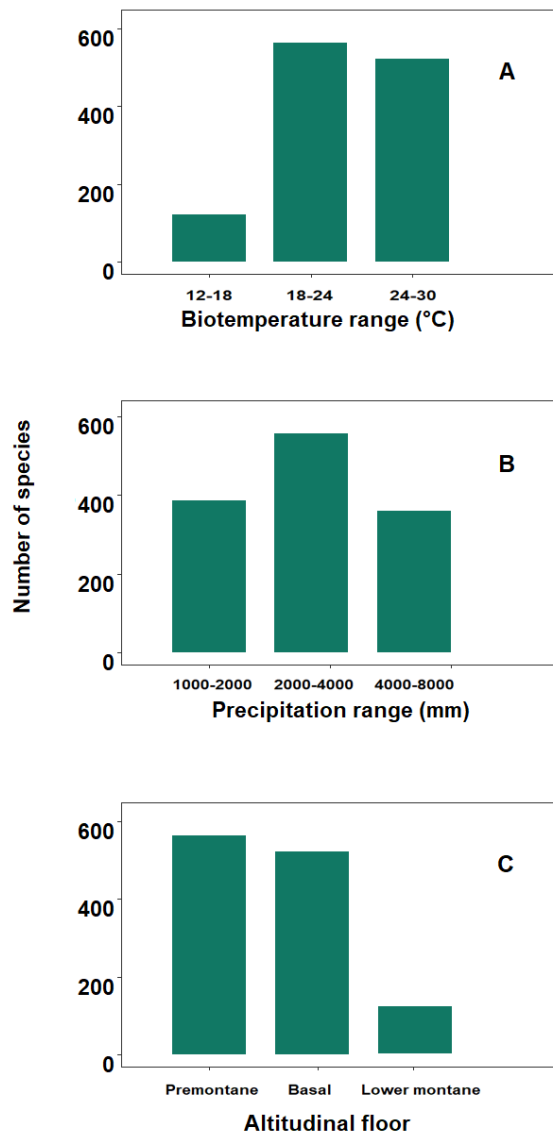 600
A
400
200
0
12-18 18-24 24-30
Biotemperature range (°C)
Number of species
600
B
400
200
0
1000-2000 2000-4000 4000-8000
Precipitation range (mm)
600
C
400
200
0
Premontane Basal Lower montane
Altitudinal floor